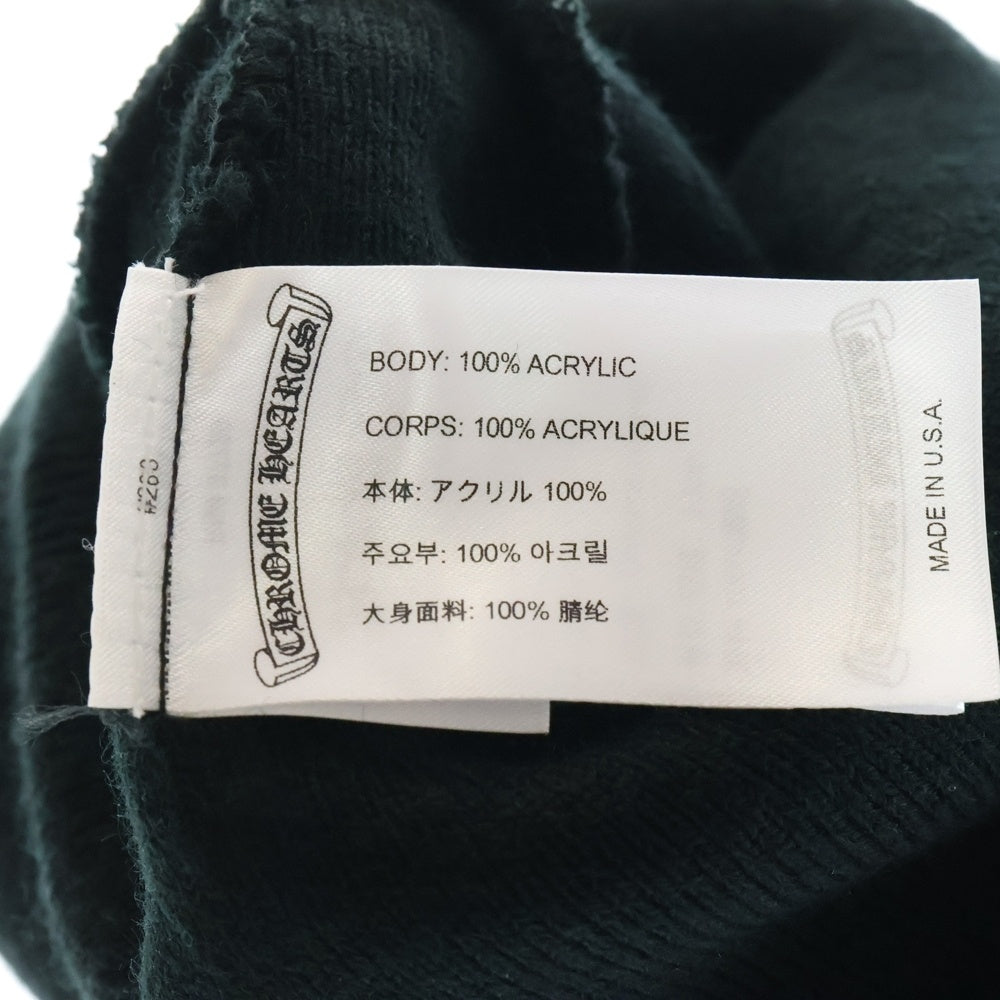 CHROME HEARTS
BODY: 100% ACRYLIC
CORPS: 100% ACRYLIQUE
本体: アクリル 100%
주요부: 100% 아크릴
大身面料: 100% 腈纶
MADE IN U.S.A.